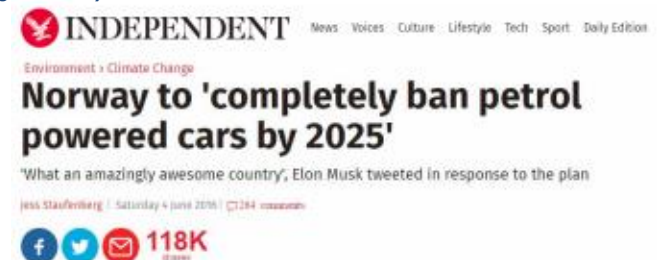 INDEPENDENT News Voices Culture Lifestyle Tech Sport Daily Edition
Environment › Climate Change
Norway to 'completely ban petrol
powered cars by 2025'
'What an amazingly awesome country', Elon Musk tweeted in response to the plan
Jess Staufenberg | Saturday 4 June 2016 | 284 comments
118K
shares